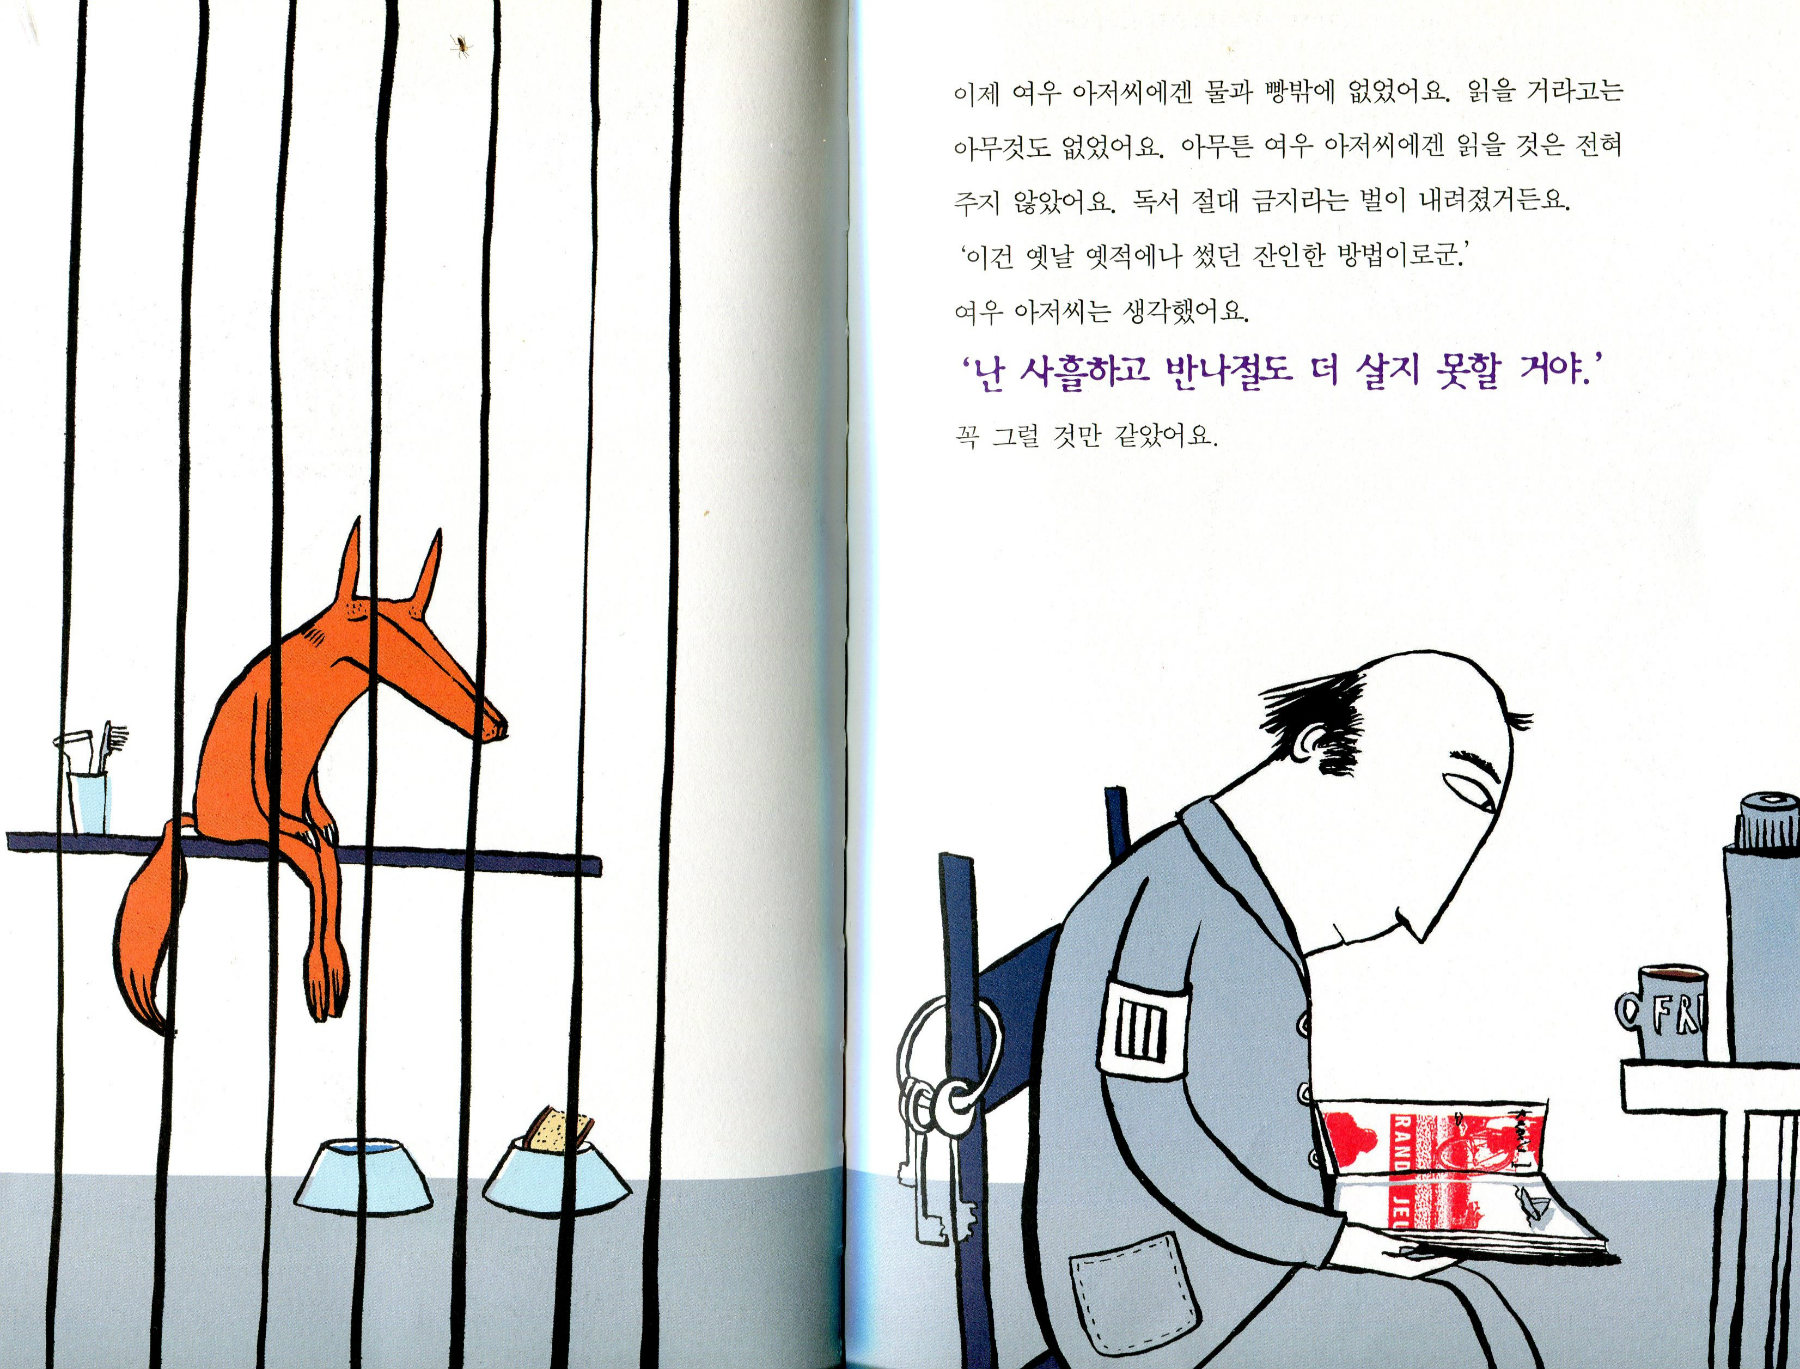 이제 여우 아저씨에겐 물과 빵밖에 없었어요. 읽을 거라고는
아무것도 없었어요. 아무튼 여우 아저씨에겐 읽을 것은 전혀
주지 않았어요. 독서 절대 금지라는 벌이 내려졌거든요.
‘이건 옛날 옛적에나 썼던 잔인한 방법이로군.’
여우 아저씨는 생각했어요.
‘난 사흘하고 반나절도 더 살지 못할 거야.’
꼭 그럴 것만 같았어요.
FRI
RAND JE